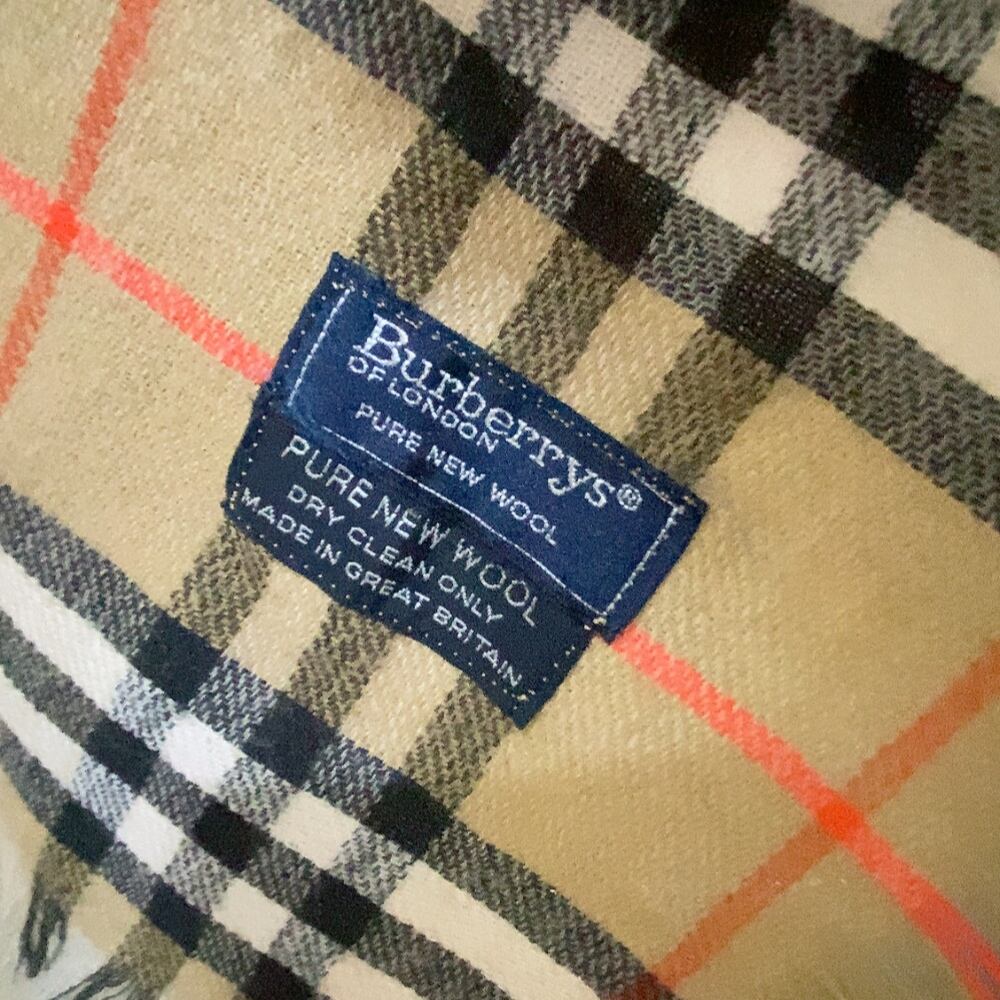 Burberrys®
OF LONDON
PURE NEW WOOL
PURE NEW WOOL
DRY CLEAN ONLY
MADE IN GREAT BRITAIN